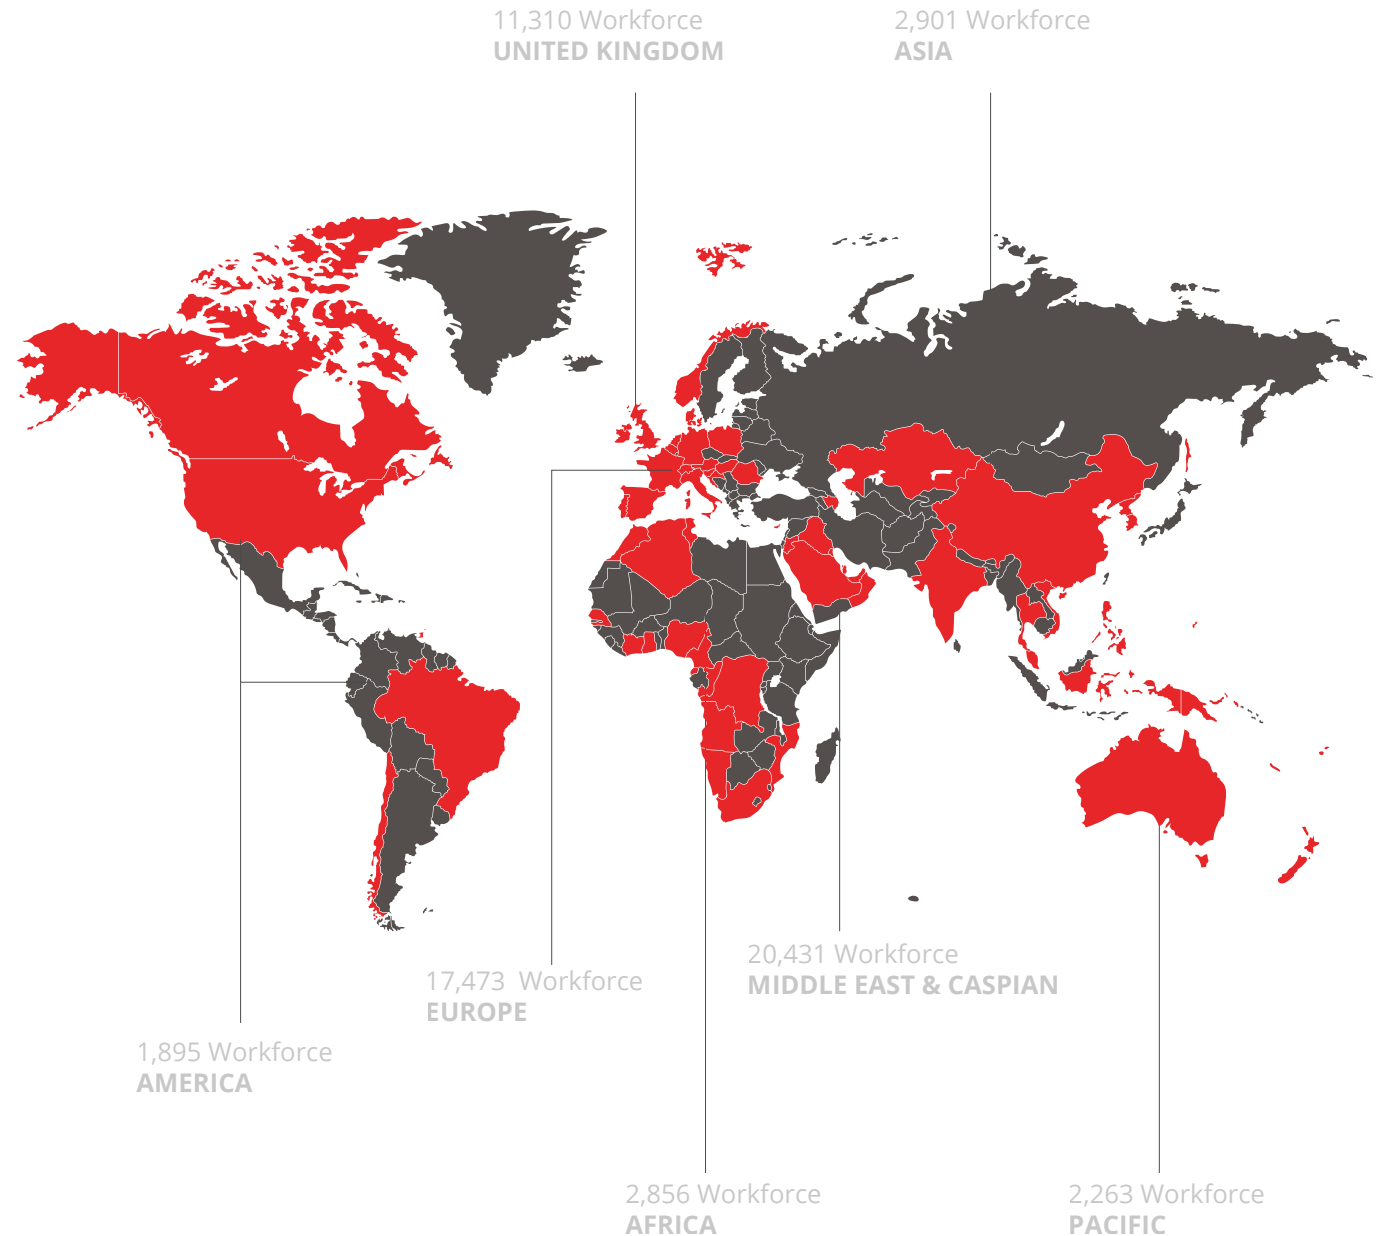 11,310 Workforce
UNITED KINGDOM
2,901 Workforce
ASIA
20,431 Workforce
MIDDLE EAST & CASPIAN
17,473 Workforce
EUROPE
1,895 Workforce
AMERICA
2,856 Workforce
AFRICA
2,263 Workforce
PACIFIC